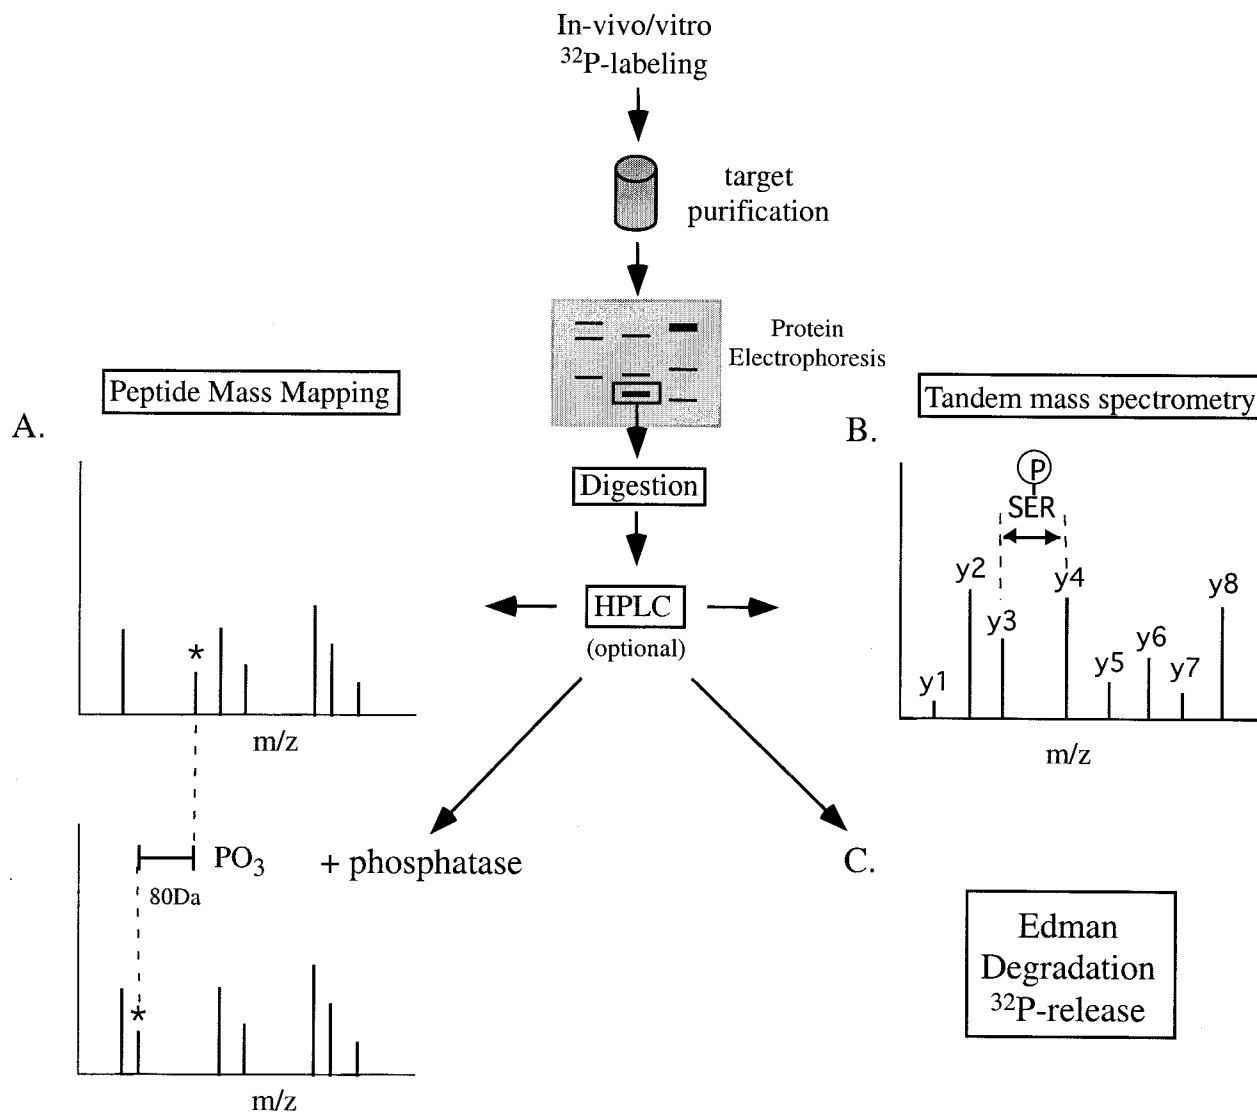 In-vivo/vitro
³²P-labeling
target
purification
Protein
Electrophoresis
Peptide Mass Mapping
Tandem mass spectrometry
A.
B.
Digestion
P
SER
HPLC
(optional)
*
y1
y2
y3
y4
y5
y6
y7
y8
m/z
m/z
PO₃
80Da
+ phosphatase
C.
*
Edman
Degradation
³²P-release
m/z